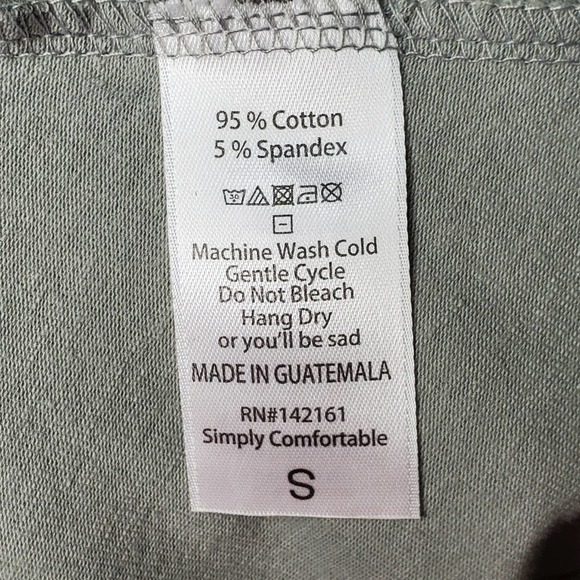 95 % Cotton
5 % Spandex
30
Machine Wash Cold
Gentle Cycle
Do Not Bleach
Hang Dry
or you'll be sad
MADE IN GUATEMALA
RN#142161
Simply Comfortable
S